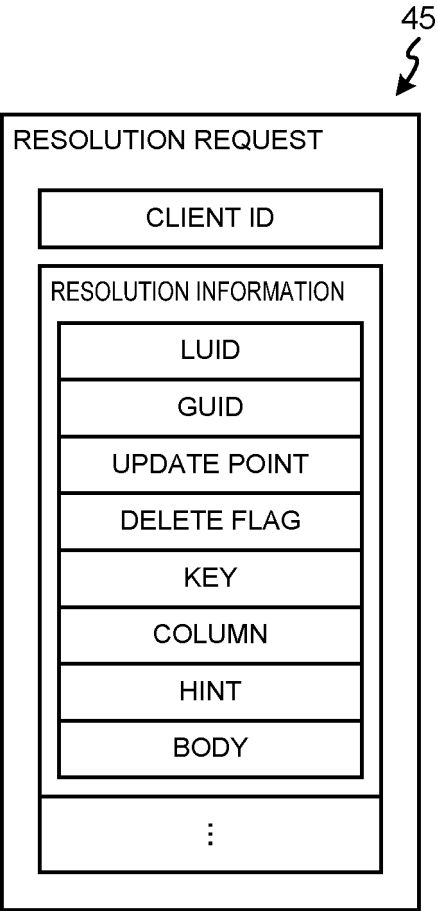 45
RESOLUTION REQUEST
CLIENT ID
RESOLUTION INFORMATION
LUID
GUID
UPDATE POINT
DELETE FLAG
KEY
COLUMN
HINT
BODY
⋮